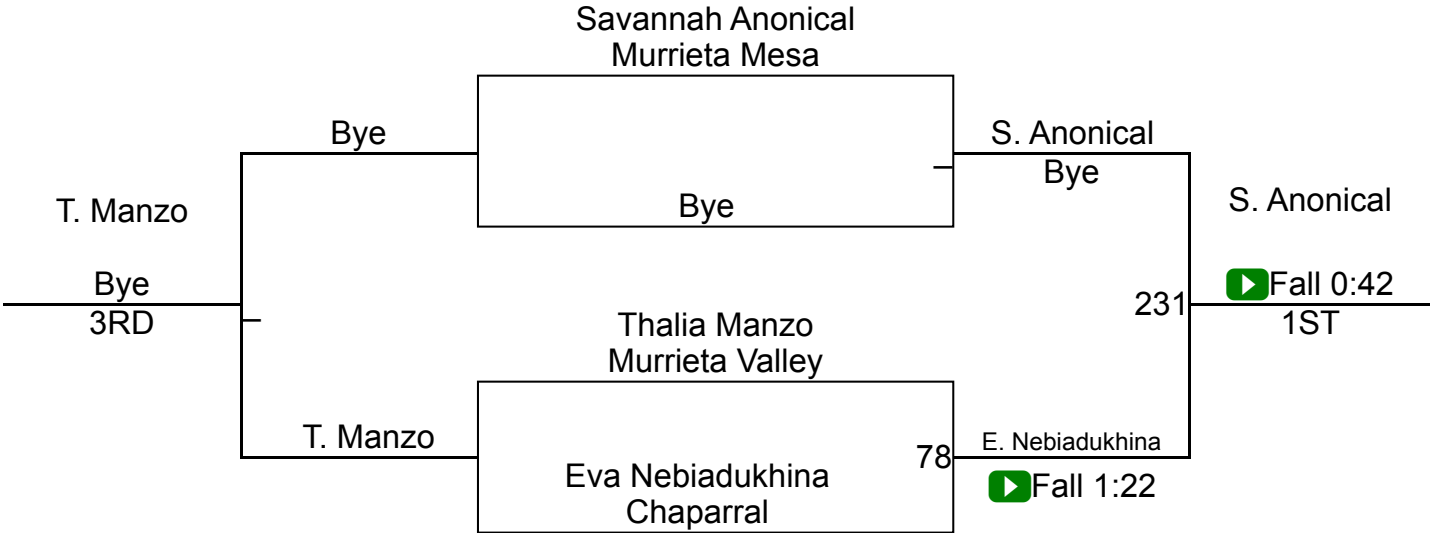 Savannah Anonical
Murrieta Mesa
Bye
S. Anonical
Bye
Bye
T. Manzo
S. Anonical
Bye
3RD
231
Fall 0:42
1ST
Thalia Manzo
Murrieta Valley
T. Manzo
78
E. Nebiadukhina
Eva Nebiadukhina
Chaparral
Fall 1:22